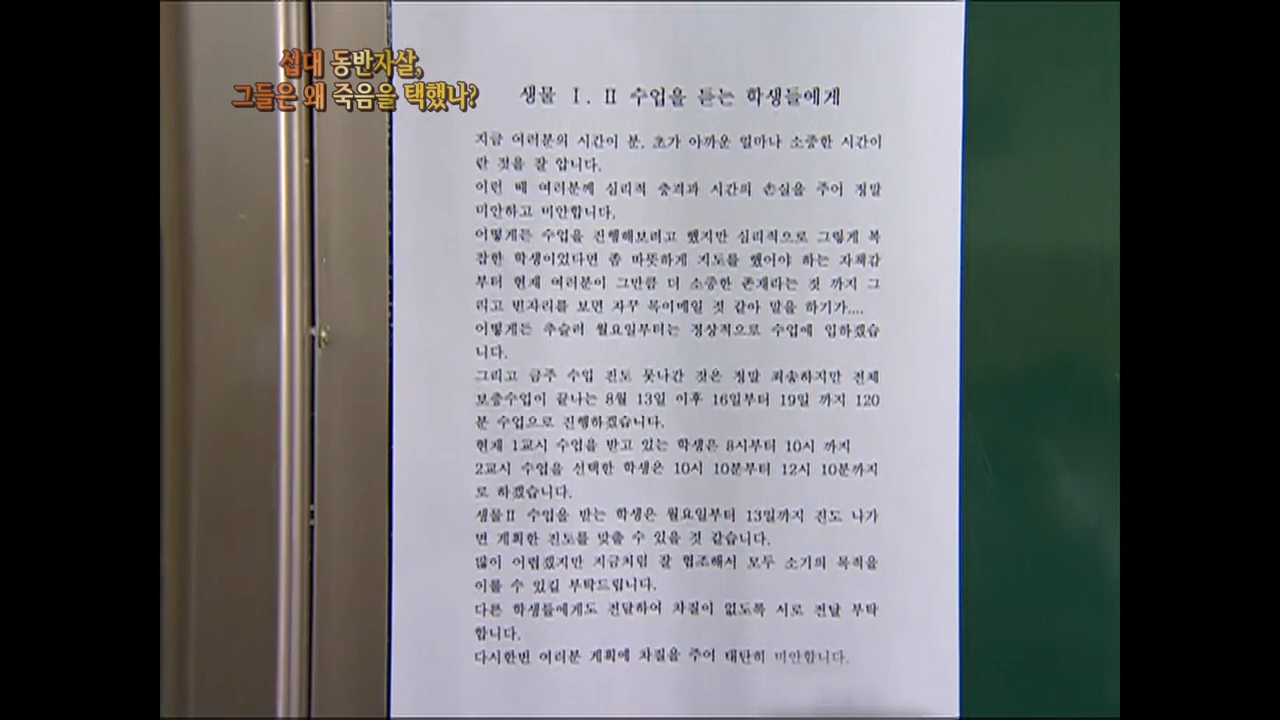 십대 동반자살,
그들은 왜 죽음을 택했나?
생물 Ⅰ. Ⅱ 수업을 듣는 학생들에게
지금 여러분의 시간이 분. 초가 아까운 얼마나 소중한 시간이
란 것을 잘 압니다.
이런 때 여러분께 심리적 충격과 시간의 손실을 주어 정말
미안하고 미안합니다.
어떻게든 수업을 진행해보려고 했지만 심리적으로 그렇게 복
잡한 학생이었다면 좀 따뜻하게 지도를 했어야 하는 자책감
부터 현재 여러분이 그만큼 더 소중한 존재라는 것 까지 그
리고 빈자리를 보면 자꾸 목이메일 것 같아 말을 하기가....
어떻게든 추슬러 월요일부터는 정상적으로 수업에 임하겠습
니다.
그리고 금주 수업 진도 못나간 것은 정말 죄송하지만 전체
보충수업이 끝나는 8월 13일 이후 16일부터 19일 까지 120
분 수업으로 진행하겠습니다.
현재 1교시 수업을 받고 있는 학생은 8시부터 10시 까지
2교시 수업을 선택한 학생은 10시 10분부터 12시 10분까지
로 하겠습니다.
생물Ⅱ 수업을 받는 학생은 월요일부터 13일까지 진도 나가
면 계획한 진도를 맞출 수 있을 것 같습니다.
많이 어렵겠지만 지금처럼 잘 협조해서 모두 소기의 목적을
이룰 수 있길 부탁드립니다.
다른 학생들에게도 전달하여 차질이 없도록 서로 전달 부탁
합니다.
다시한번 여러분 계획에 차질을 주어 대단히 미안합니다.